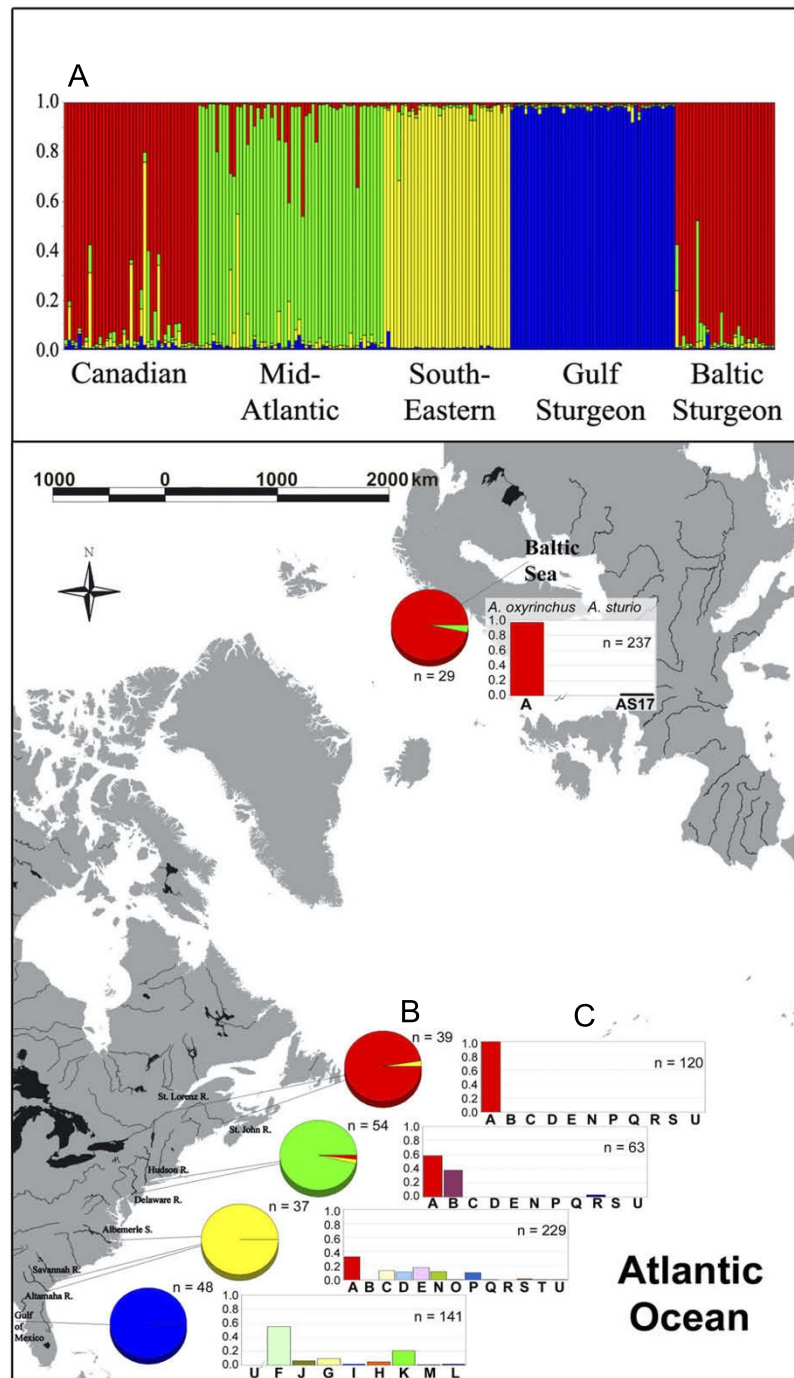 A
1.0
0.8
0.6
0.4
0.2
0.0
Canadian
Mid-
Atlantic
South-
Eastern
Gulf
Sturgeon
Baltic
Sturgeon
1000 0 1000 2000 km
N
Baltic
Sea
A. oxyrinchus A. sturio
1.0
0.8
0.6
0.4
0.2
0.0
n = 237
n = 29
A AS17
B
C
n = 39
1.0
0.8
0.6
0.4
0.2
0.0
n = 120
A B C D E N P Q R S U
St. Lorenz R.
St. John R.
n = 54
1.0
0.8
0.6
0.4
0.2
0.0
n = 63
A B C D E N P Q R S U
Hudson R.
Delaware R.
n = 37
1.0
0.8
0.6
0.4
0.2
0.0
n = 229
A B C D E N O P Q R S T U
Albemerle S.
Savannah R.
Altamaha R.
n = 48
1.0
0.8
0.6
0.4
0.2
0.0
n = 141
U F J G I H K M L
Gulf
of
Mexico
Atlantic
Ocean